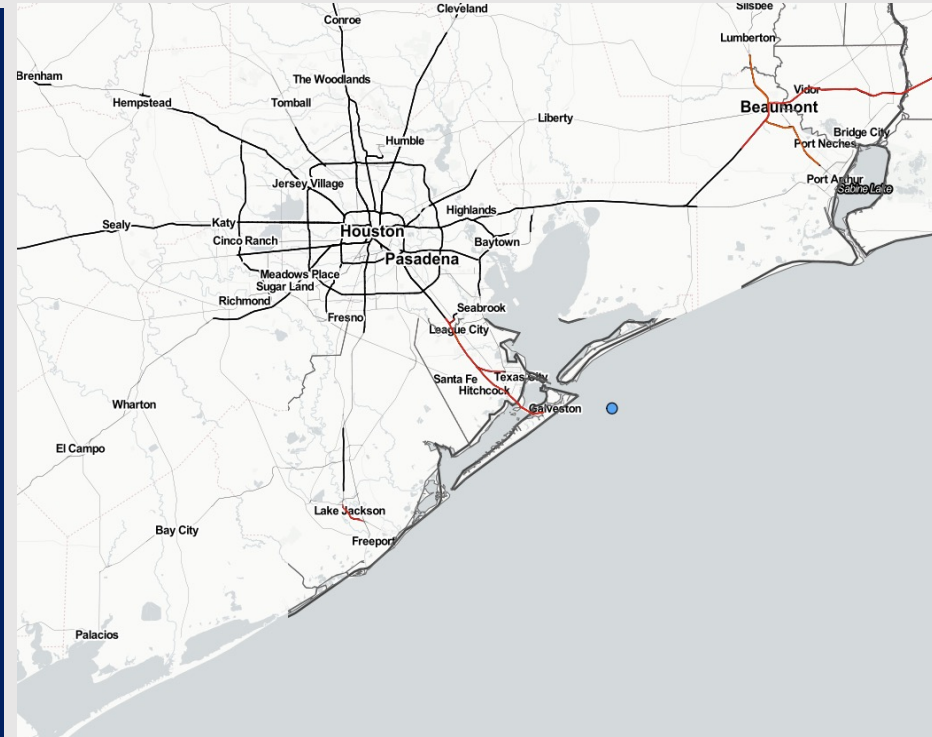 Cleveland
Silsbee
Conroe
Lumberton
Brenham
The Woodlands
Vidor
Hempstead
Tomball
Beaumont
Liberty
Bridge City
Humble
Port Neches
Port Arthur
Jersey Village
Sabine Lake
Highlands
Sealy
Katy
Houston
Cinco Ranch
Baytown
Pasadena
Meadows Place
Sugar Land
Richmond
Seabrook
Fresno
League City
Texas City
Santa Fe
Hitchcock
Wharton
Galveston
El Campo
Lake Jackson
Bay City
Freeport
Palacios